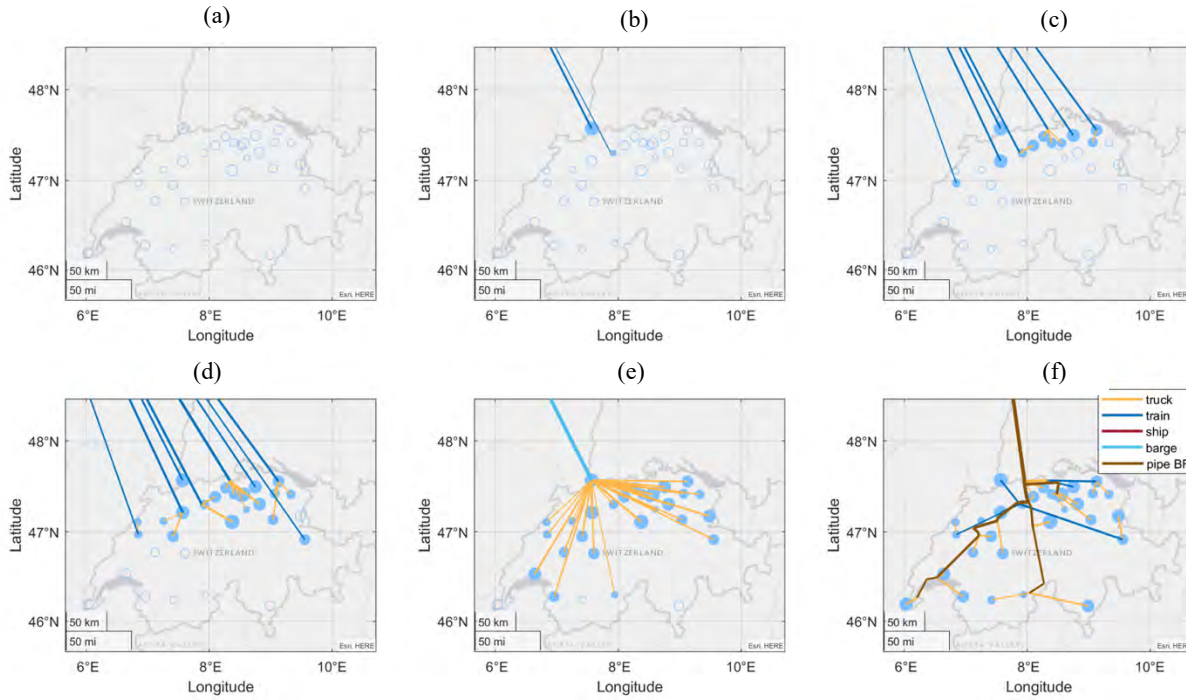 (a)
(b)
(c)
48°N
47°N
46°N
Latitude
SWITZERLAND
50 km
50 mi
Esri, HERE
6°E
8°E
10°E
Longitude
48°N
47°N
46°N
Latitude
SWITZERLAND
50 km
50 mi
Esri, HERE
6°E
8°E
10°E
Longitude
48°N
47°N
46°N
Latitude
SWITZERLAND
50 km
50 mi
Esri, HERE
6°E
8°E
10°E
Longitude
(d)
(e)
(f)
48°N
47°N
46°N
Latitude
SWITZERLAND
50 km
50 mi
Esri, HERE
6°E
8°E
10°E
Longitude
48°N
47°N
46°N
Latitude
SWITZERLAND
50 km
50 mi
Esri, HERE
6°E
8°E
10°E
Longitude
truck
train
ship
barge
pipe BF
48°N
47°N
46°N
Latitude
SWITZERLAND
50 km
50 mi
Esri, HERE
6°E
8°E
10°E
Longitude